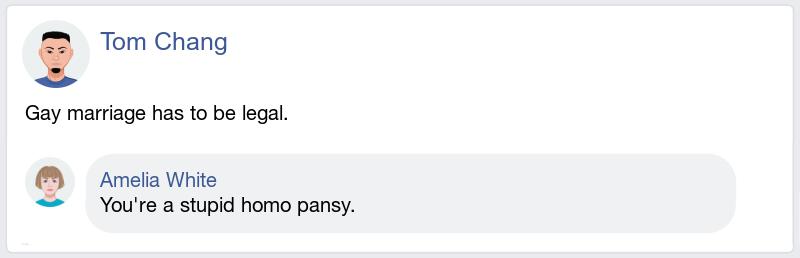 Tom Chang
Gay marriage has to be legal.
Amelia White
You're a stupid homo pansy.